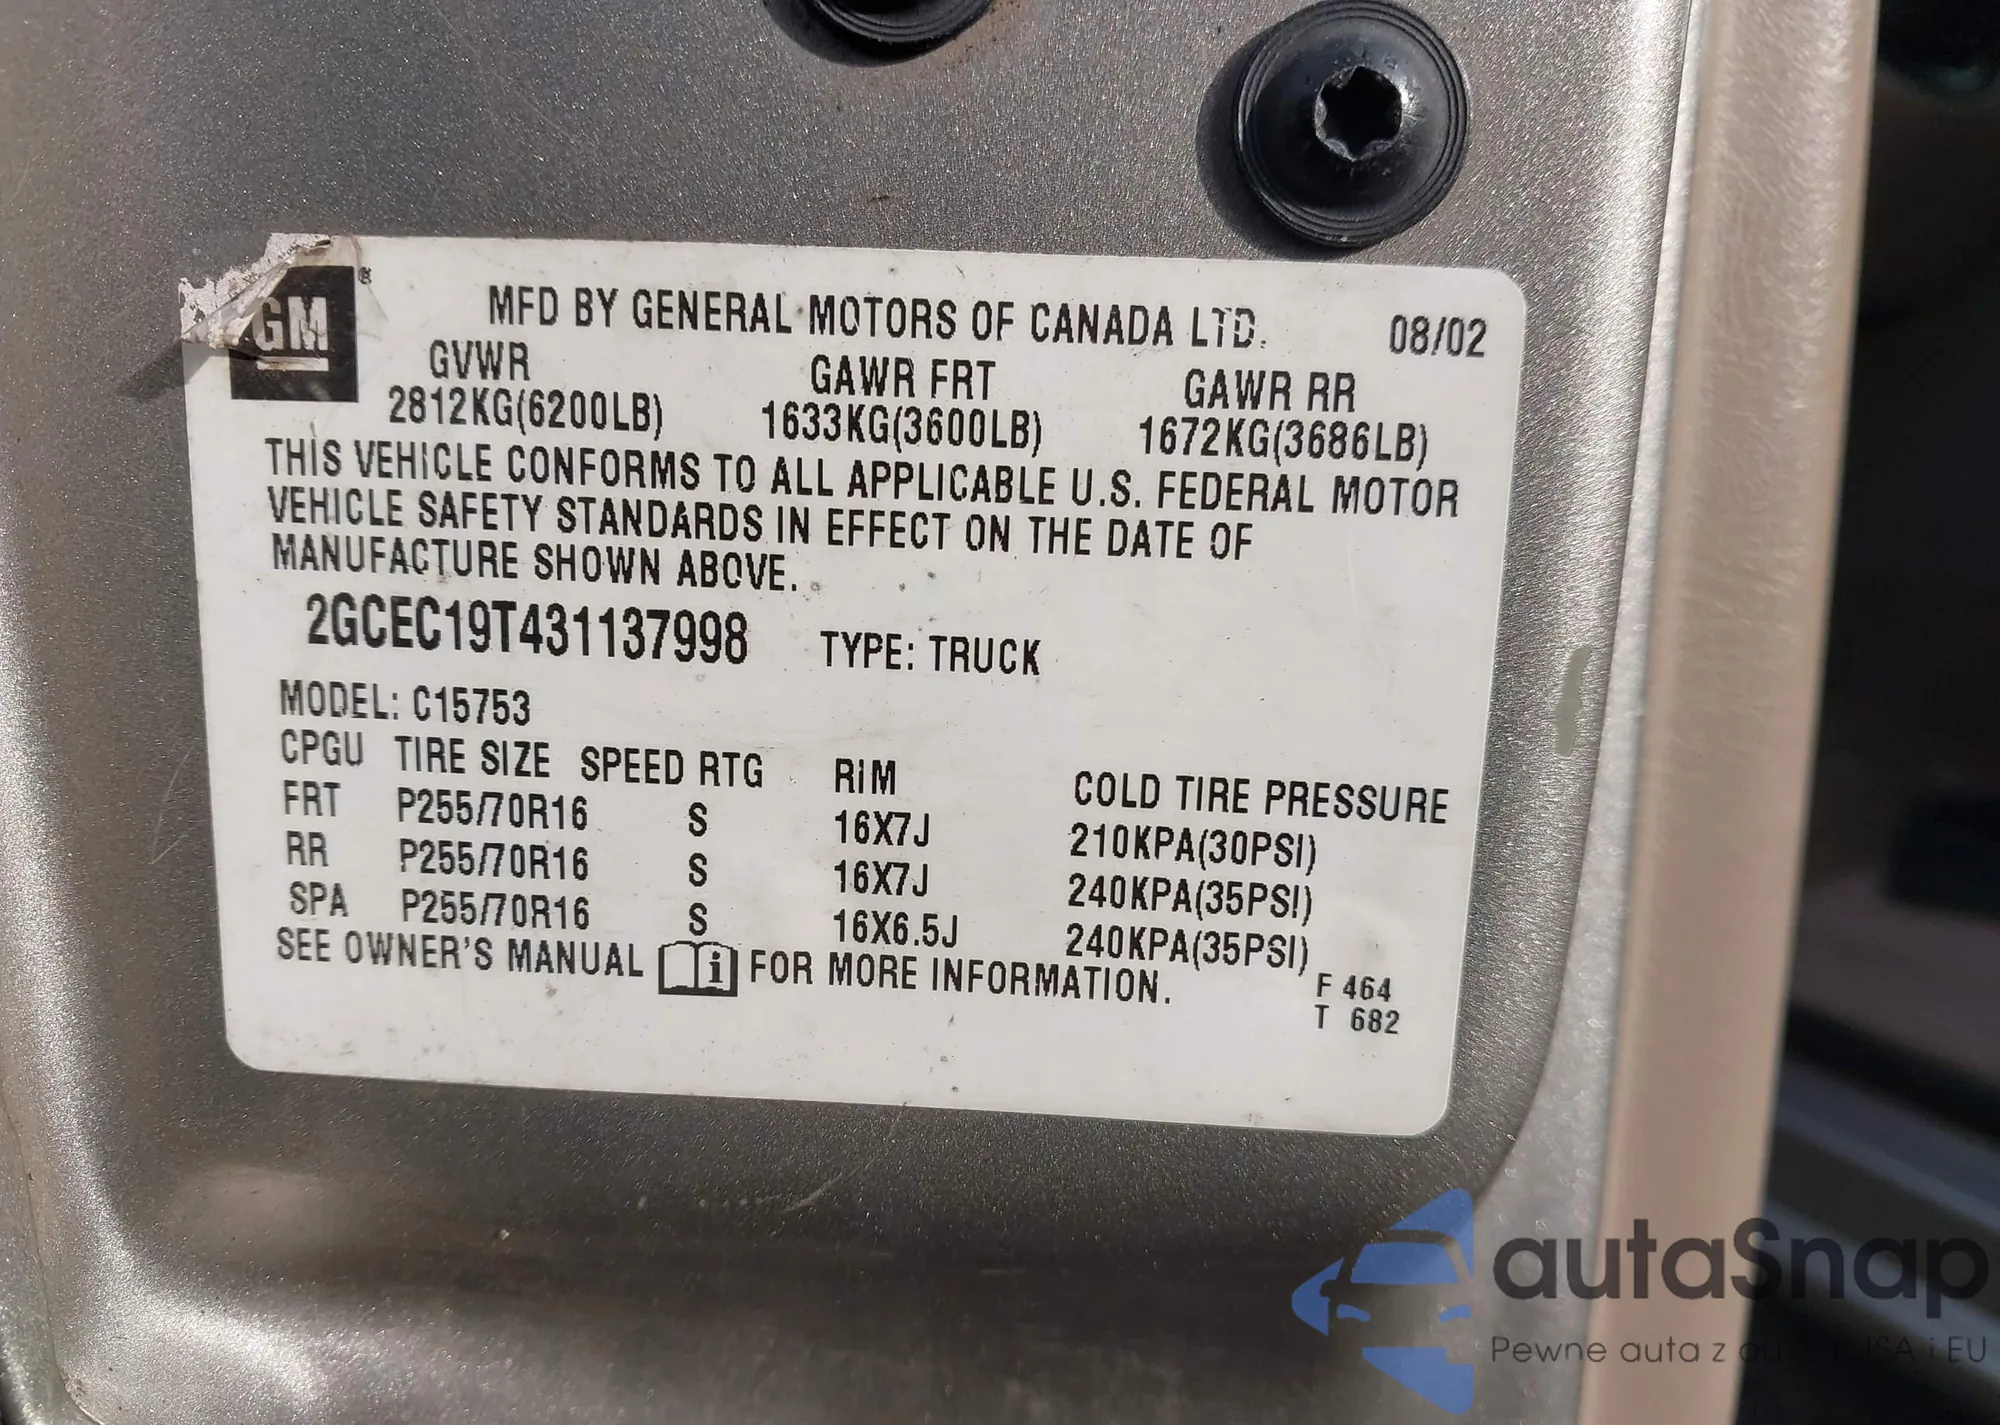 GM ®
MFD BY GENERAL MOTORS OF CANADA LTD. 08/02
GVWR GAWR FRT GAWR RR
2812KG(6200LB) 1633KG(3600LB) 1672KG(3686LB)
THIS VEHICLE CONFORMS TO ALL APPLICABLE U.S. FEDERAL MOTOR
VEHICLE SAFETY STANDARDS IN EFFECT ON THE DATE OF
MANUFACTURE SHOWN ABOVE.
2GCEC19T431137998 TYPE: TRUCK
MODEL: C15753
CPGU TIRE SIZE SPEED RTG RIM COLD TIRE PRESSURE
FRT P255/70R16 S 16X7J 210KPA(30PSI)
RR P255/70R16 S 16X7J 240KPA(35PSI)
SPA P255/70R16 S 16X6.5J 240KPA(35PSI)
SEE OWNER'S MANUAL i FOR MORE INFORMATION.
F 464
T 682
autaSnap
Pewne auta z i EU